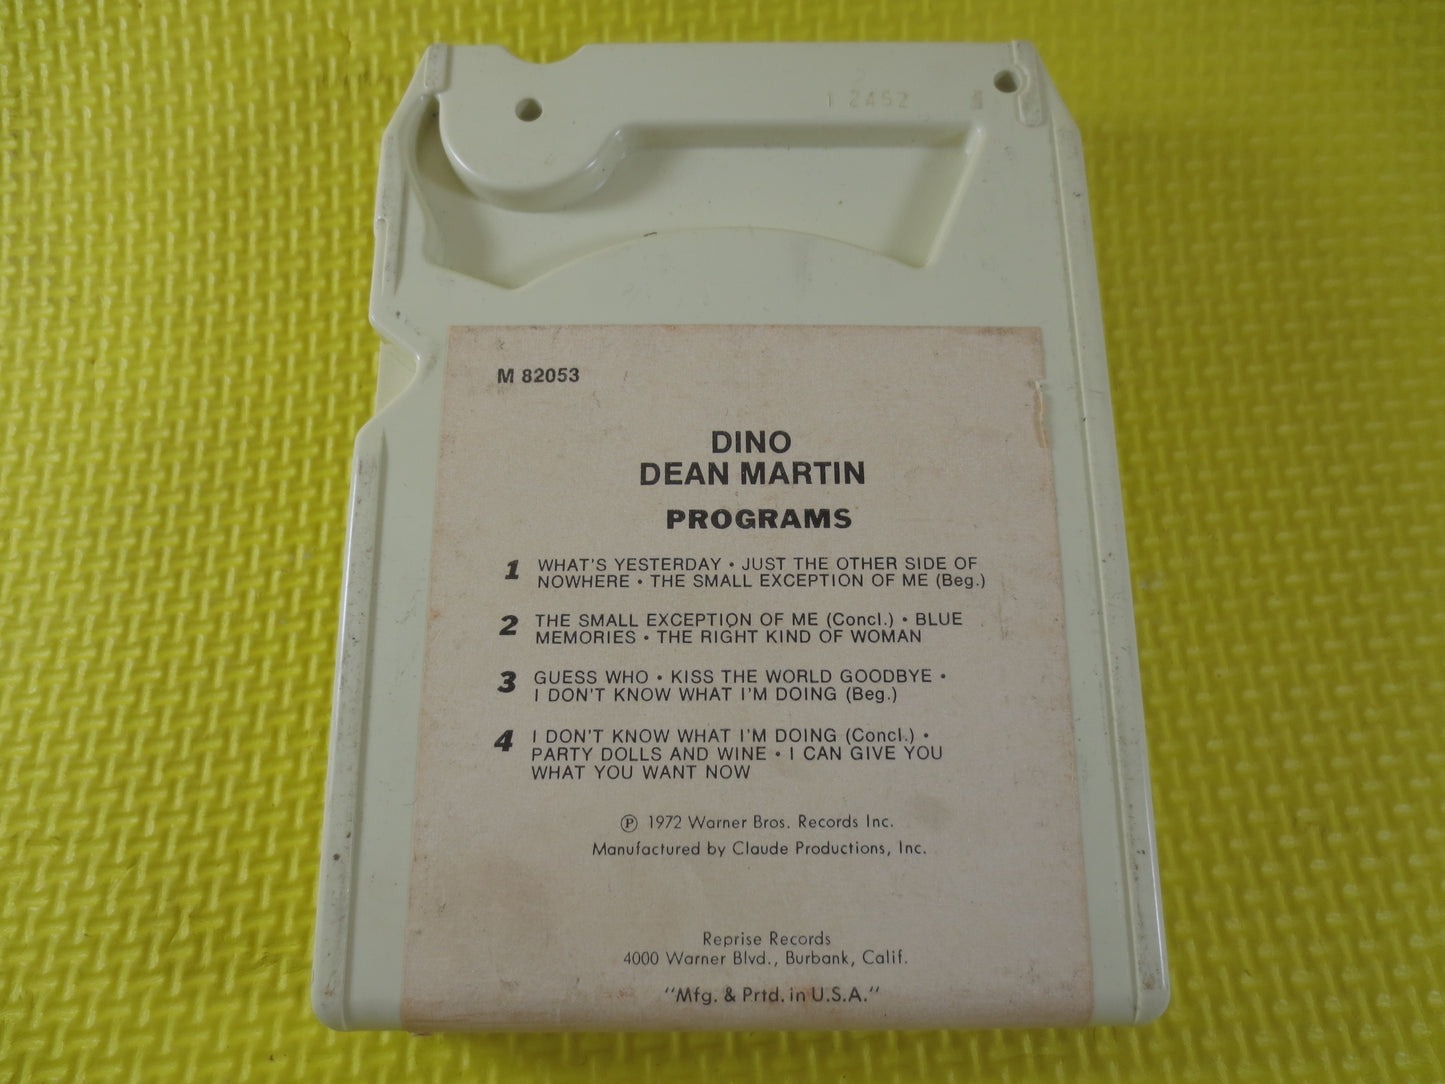 1 2452
M 82053
DINO
DEAN MARTIN
PROGRAMS
1 WHAT'S YESTERDAY • JUST THE OTHER SIDE OF
NOWHERE • THE SMALL EXCEPTION OF ME (Beg.)
2 THE SMALL EXCEPTION OF ME (Concl.) • BLUE
MEMORIES • THE RIGHT KIND OF WOMAN
3 GUESS WHO • KISS THE WORLD GOODBYE •
I DON'T KNOW WHAT I'M DOING (Beg.)
4 I DON'T KNOW WHAT I'M DOING (Concl.) •
PARTY DOLLS AND WINE • I CAN GIVE YOU
WHAT YOU WANT NOW
℗ 1972 Warner Bros. Records Inc.
Manufactured by Claude Productions, Inc.
Reprise Records
4000 Warner Blvd., Burbank, Calif.
"Mfg. & Prtd. in U.S.A."